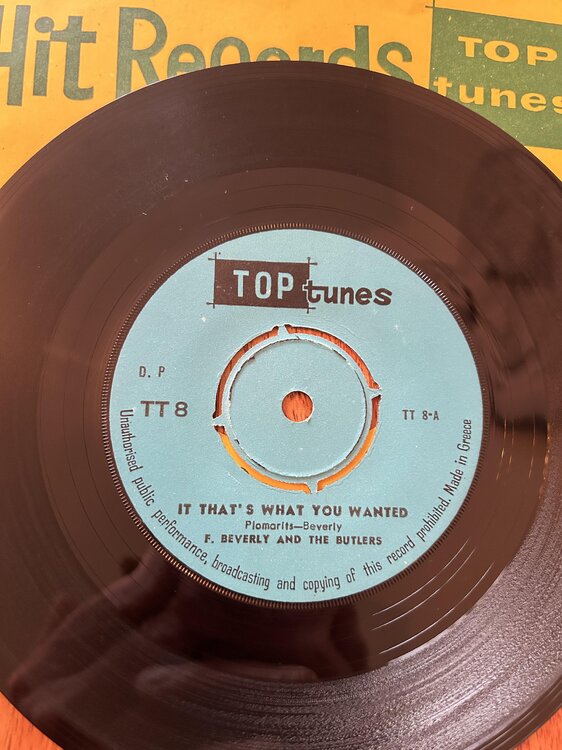 Hit Records
TOP
tunes
TOP tunes
D. P
TT 8
TT 8-A
IT THAT'S WHAT YOU WANTED
Plomarits—Beverly
F. BEVERLY AND THE BUTLERS
Unauthorised public performance, broadcasting and copying of this record prohibited. Made in Greece